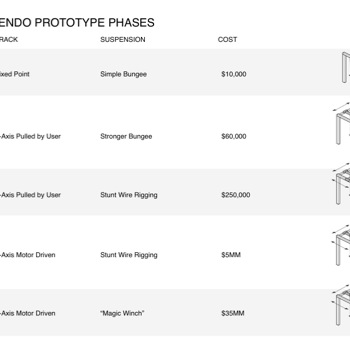 ENDO PROTOTYPE PHASES
RACK SUSPENSION COST
ixed Point Simple Bungee $10,000
-Axis Pulled by User Stronger Bungee $60,000
-Axis Pulled by User Stunt Wire Rigging $250,000
-Axis Motor Driven Stunt Wire Rigging $5MM
-Axis Motor Driven “Magic Winch” $35MM